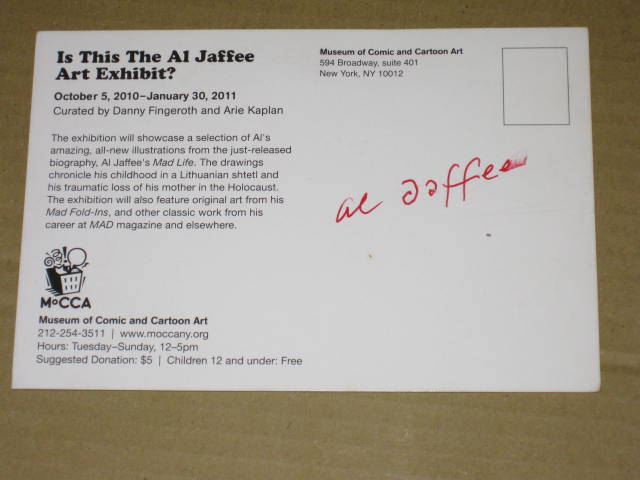 Is This The Al Jaffee
Art Exhibit?
October 5, 2010–January 30, 2011
Curated by Danny Fingeroth and Arie Kaplan
The exhibition will showcase a selection of Al's
amazing, all-new illustrations from the just-released
biography, Al Jaffee's Mad Life. The drawings
chronicle his childhood in a Lithuanian shtetl and
his traumatic loss of his mother in the Holocaust.
The exhibition will also feature original art from his
Mad Fold-Ins, and other classic work from his
career at MAD magazine and elsewhere.
MoCCA
Museum of Comic and Cartoon Art
212-254-3511 | www.moccany.org
Hours: Tuesday–Sunday, 12–5pm
Suggested Donation: $5 | Children 12 and under: Free
Museum of Comic and Cartoon Art
594 Broadway, suite 401
New York, NY 10012
al Jaffee